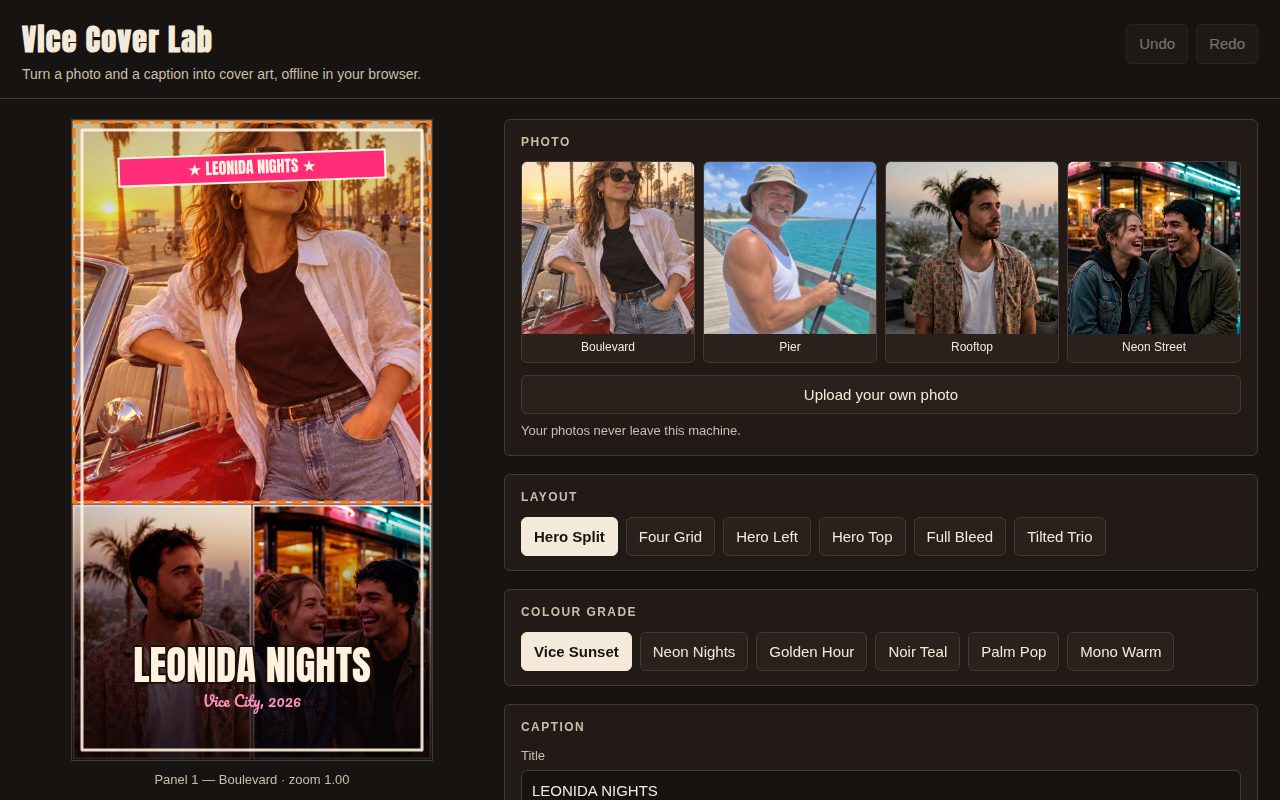 Vice Cover Lab
Turn a photo and a caption into cover art, offline in your browser.
Undo
Redo
★ LEONIDA NIGHTS ★
LEONIDA NIGHTS
Vice City, 2026
Panel 1 — Boulevard · zoom 1.00
PHOTO
Boulevard
Pier
Rooftop
Neon Street
Upload your own photo
Your photos never leave this machine.
LAYOUT
Hero Split
Four Grid
Hero Left
Hero Top
Full Bleed
Tilted Trio
COLOUR GRADE
Vice Sunset
Neon Nights
Golden Hour
Noir Teal
Palm Pop
Mono Warm
CAPTION
Title
LEONIDA NIGHTS